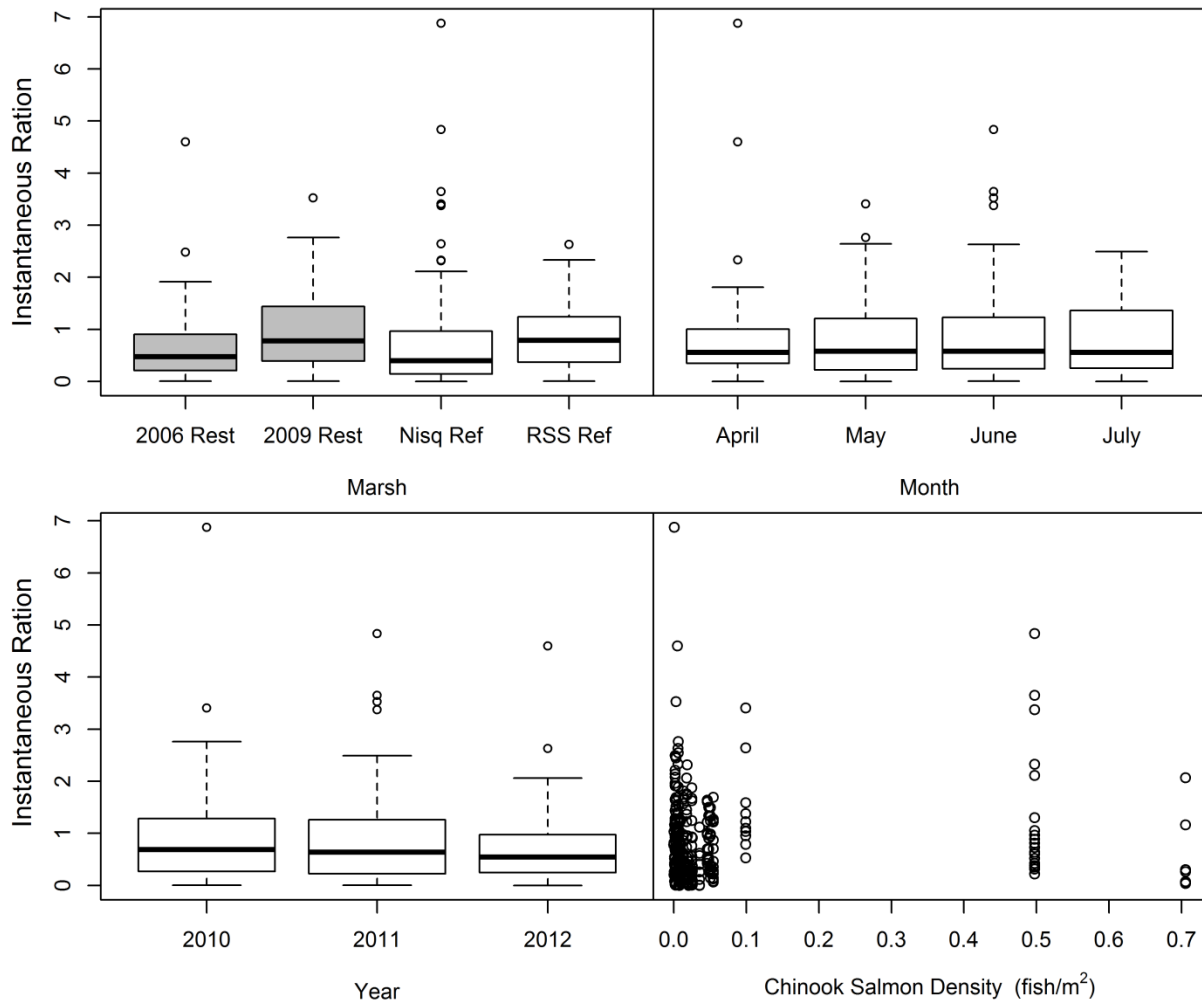 Instantaneous Ration
7
6
5
4
3
2
1
0
2006 Rest 2009 Rest Nisq Ref RSS Ref
Marsh
April May June July
Month
Instantaneous Ration
7
6
5
4
3
2
1
0
2010 2011 2012
Year
0.0 0.1 0.2 0.3 0.4 0.5 0.6 0.7
Chinook Salmon Density (fish/m²)